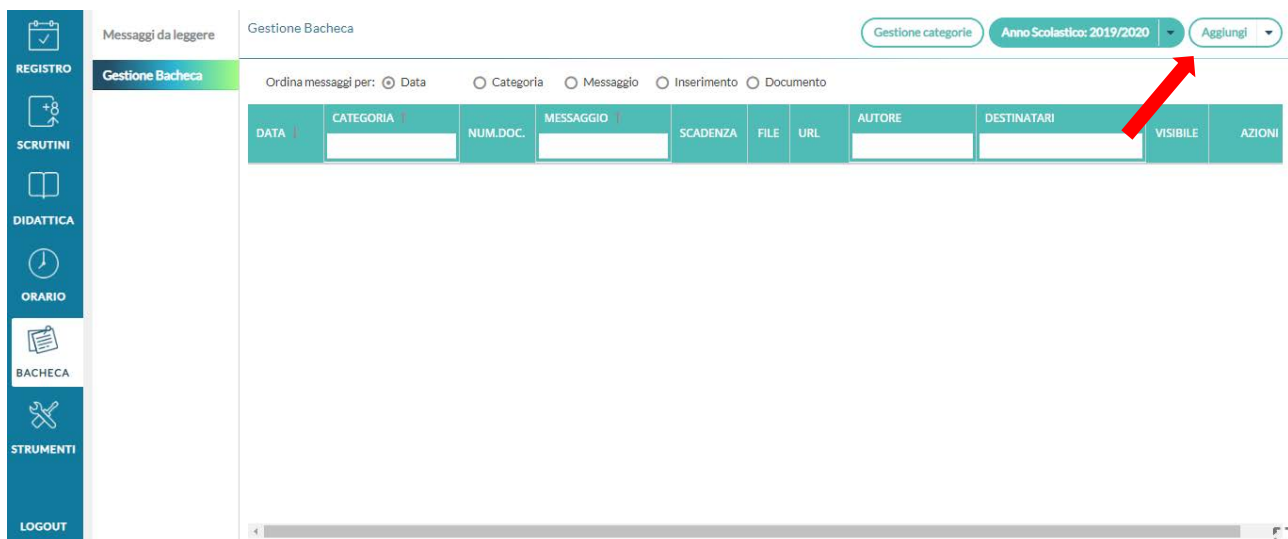 REGISTRO
+8
SCRUTINI
DIDATTICA
ORARIO
BACHECA
STRUMENTI
LOGOUT
Messaggi da leggere
Gestione Bacheca
Gestione Bacheca
Gestione categorie
Anno Scolastico: 2019/2020
Aggiungi
Ordina messaggi per: Data Categoria Messaggio Inserimento Documento
DATA CATEGORIA NUM.DOC. MESSAGGIO SCADENZA FILE URL AUTORE DESTINATARI VISIBILE AZIONI